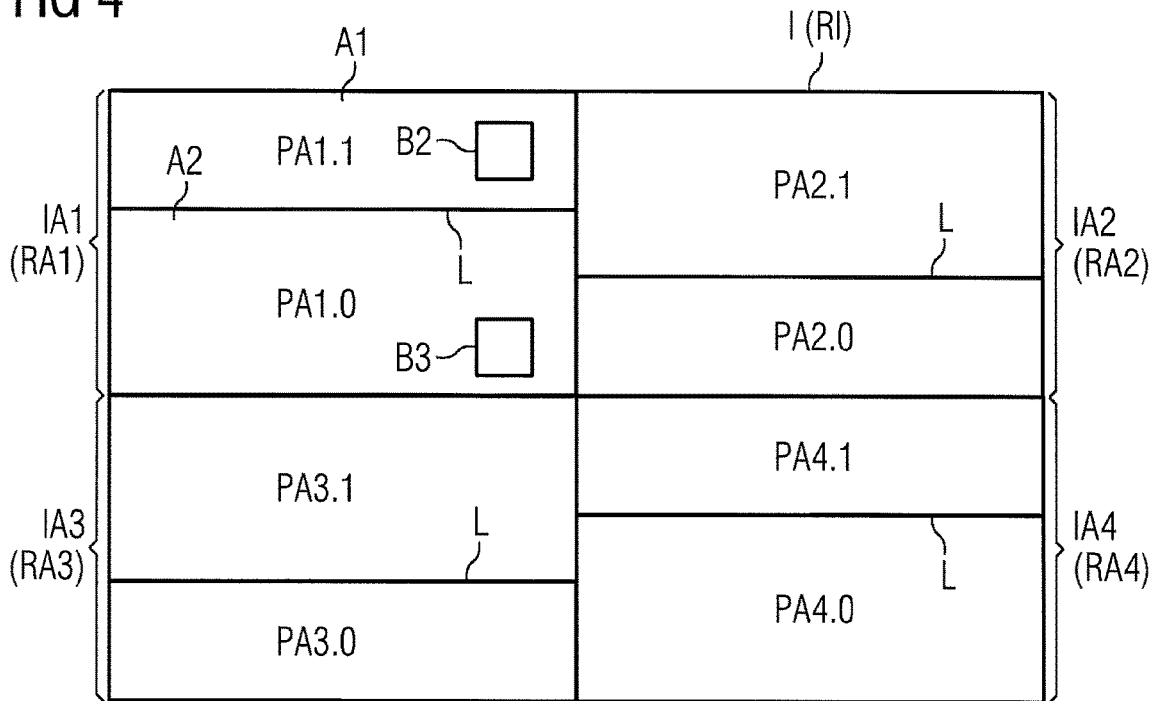 FIG 4
A1
I (RI)
PA1.1
B2
A2
PA2.1
IA1
(RA1)
L
L
IA2
(RA2)
PA1.0
B3
PA2.0
PA3.1
PA4.1
IA3
(RA3)
L
L
IA4
(RA4)
PA3.0
PA4.0